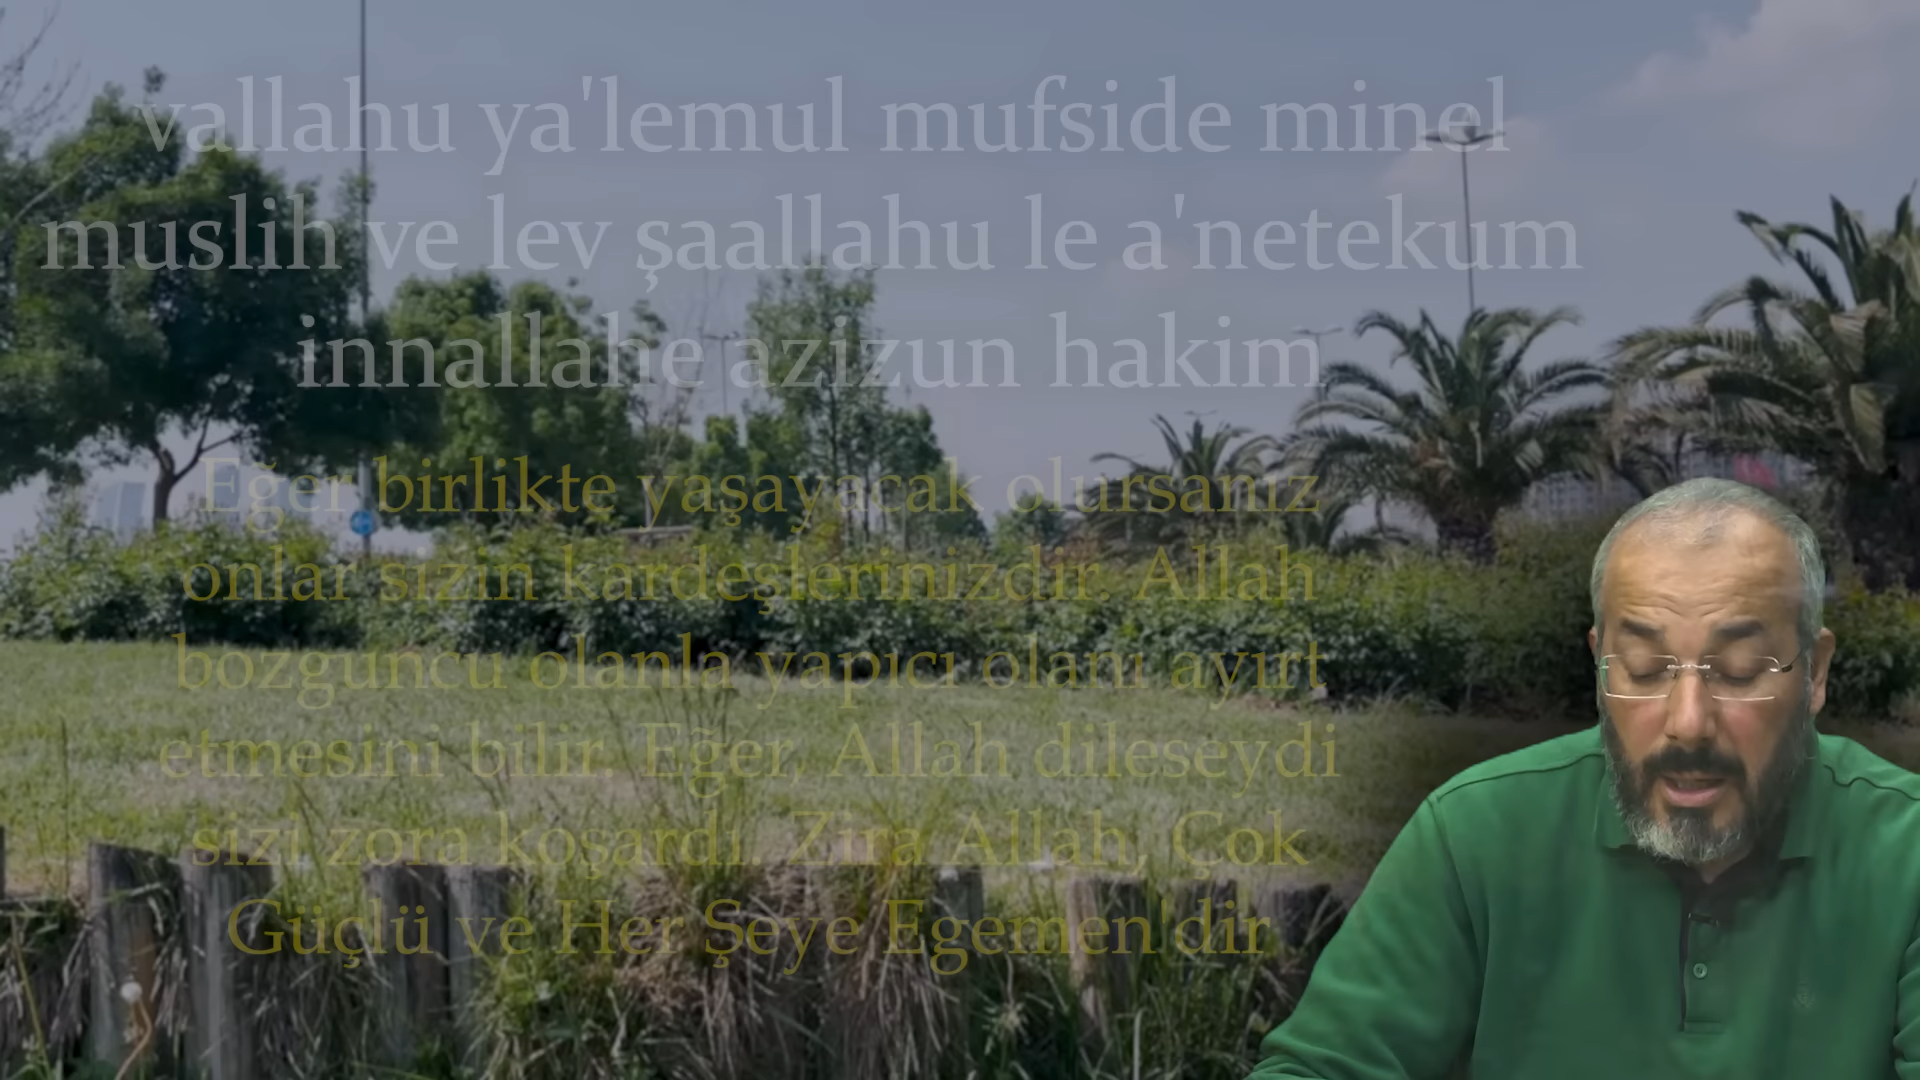 vallahu ya'lemul mufside minel
muslih ve lev şaallahu le a'netekum
innallahe azizun hakim
Eğer birlikte yaşayacak olursanız
onlar sizin kardeşlerinizdir. Allah
bozguncu olanla yapıcı olanı ayırt
etmesini bilir. Eğer, Allah dileseydi
sizi zora koşardı. Zira Allah, Çok
Güçlü ve Her Şeye Egemen'dir